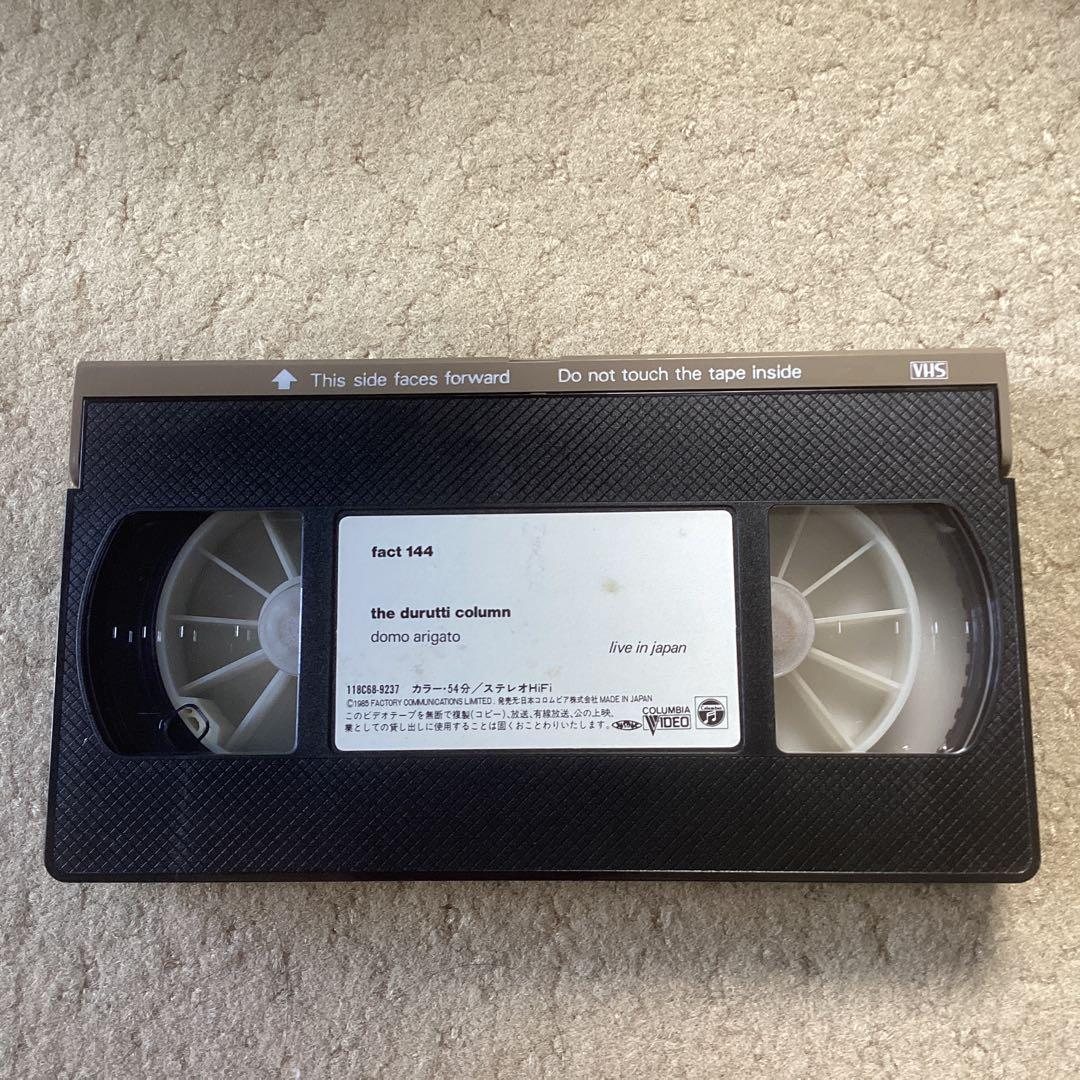 This side faces forward Do not touch the tape inside VHS
fact 144
the durutti column
domo arigato
live in japan
118C68-9237 カラー・54分／ステレオHiFi
©1985 FACTORY COMMUNICATIONS LIMITED. 発売元:日本コロムビア株式会社 MADE IN JAPAN
このビデオテープを無断で複製(コピー)、放送、有線放送、公の上映、
業としての貸し出しに使用することは固くおことわりいたします。
COLUMBIA
VIDEO
Columbia